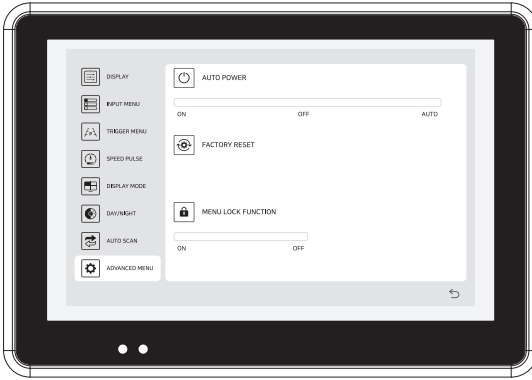 DISPLAY
INPUT MENU
TRIGGER MENU
SPEED PULSE
DISPLAY MODE
DAY/NIGHT
AUTO SCAN
ADVANCED MENU
AUTO POWER
ON OFF AUTO
FACTORY RESET
MENU LOCK FUNCTION
ON OFF